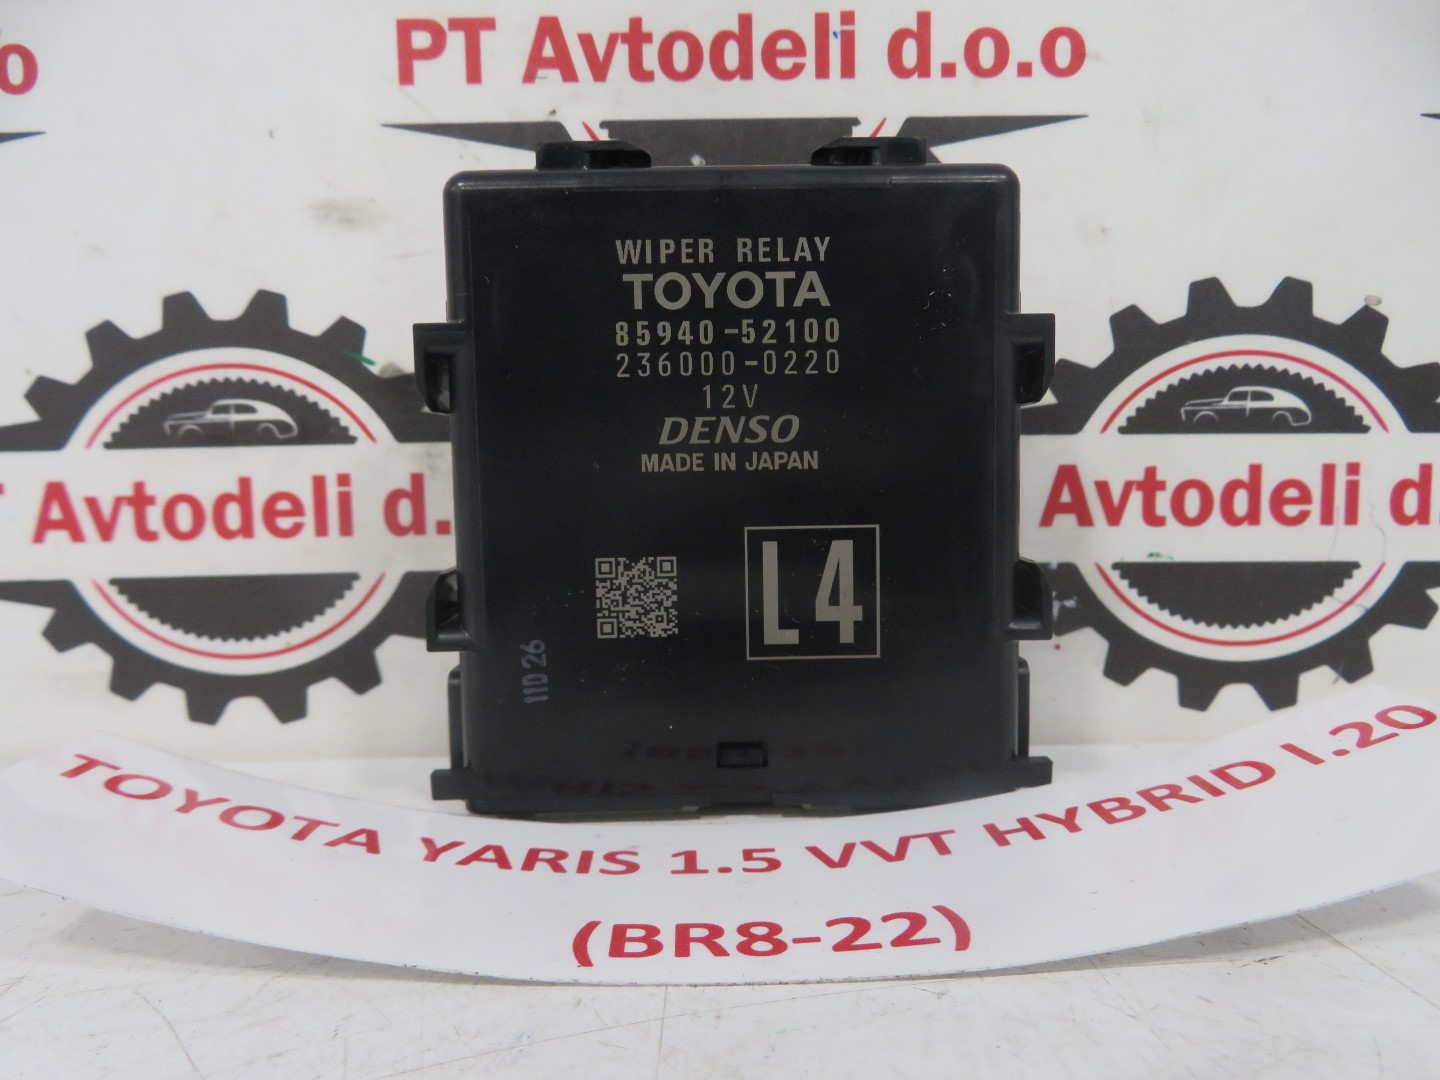 o
PT Avtodeli d.o.o
WIPER RELAY
TOYOTA
85940-52100
236000-0220
12V
DENSO
MADE IN JAPAN
Avtodeli d.
Avtodeli d.
L4
11D26
TOYOTA YARIS 1.5 VVT HYBRID l.20
(BR8-22)